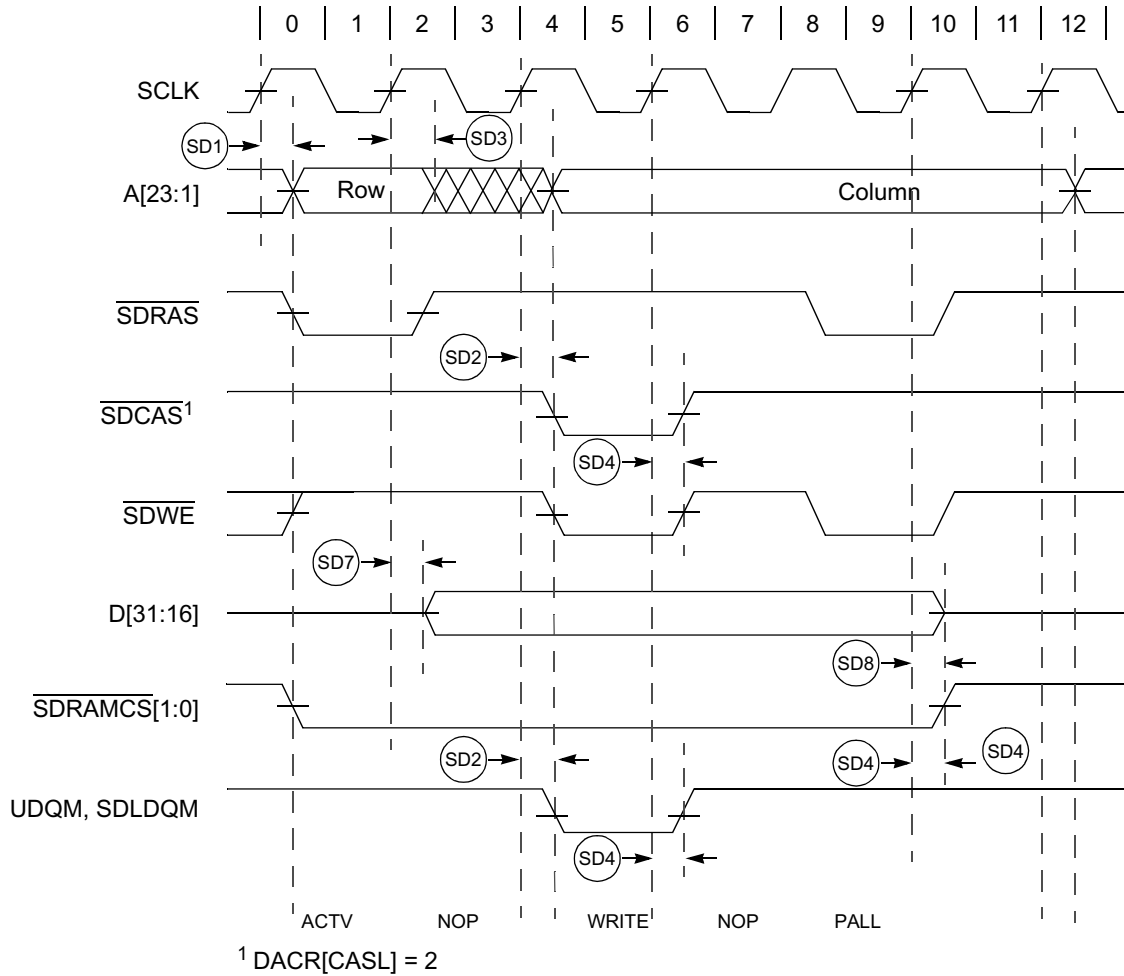 0 1 2 3 4 5 6 7 8 9 10 11 12
SCLK
SD1
SD3
A[23:1]
Row
Column
SDRAS
SD2
SDCAS¹
SD4
SDWE
SD7
D[31:16]
SD8
SDRAMCS[1:0]
SD2
SD4
SD4
UDQM, SDLDQM
SD4
ACTV NOP WRITE NOP PALL
¹ DACR[CASL] = 2